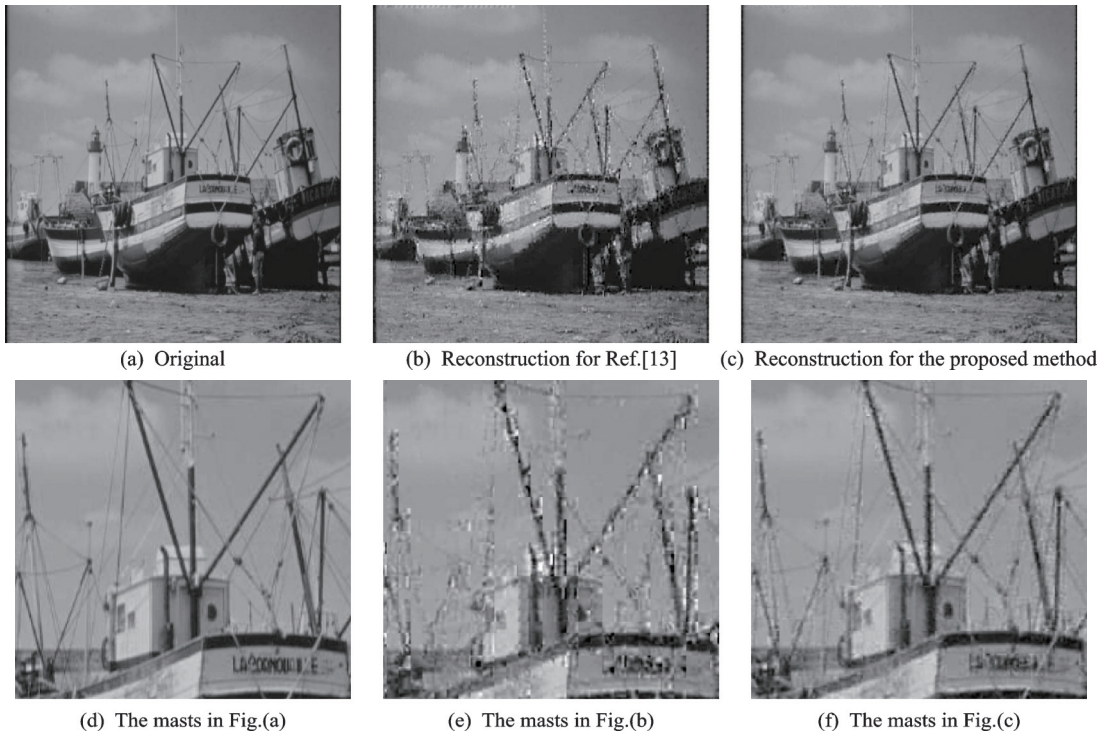 (a) Original
(b) Reconstruction for Ref.[13]
(c) Reconstruction for the proposed method
(d) The masts in Fig.(a)
(e) The masts in Fig.(b)
(f) The masts in Fig.(c)